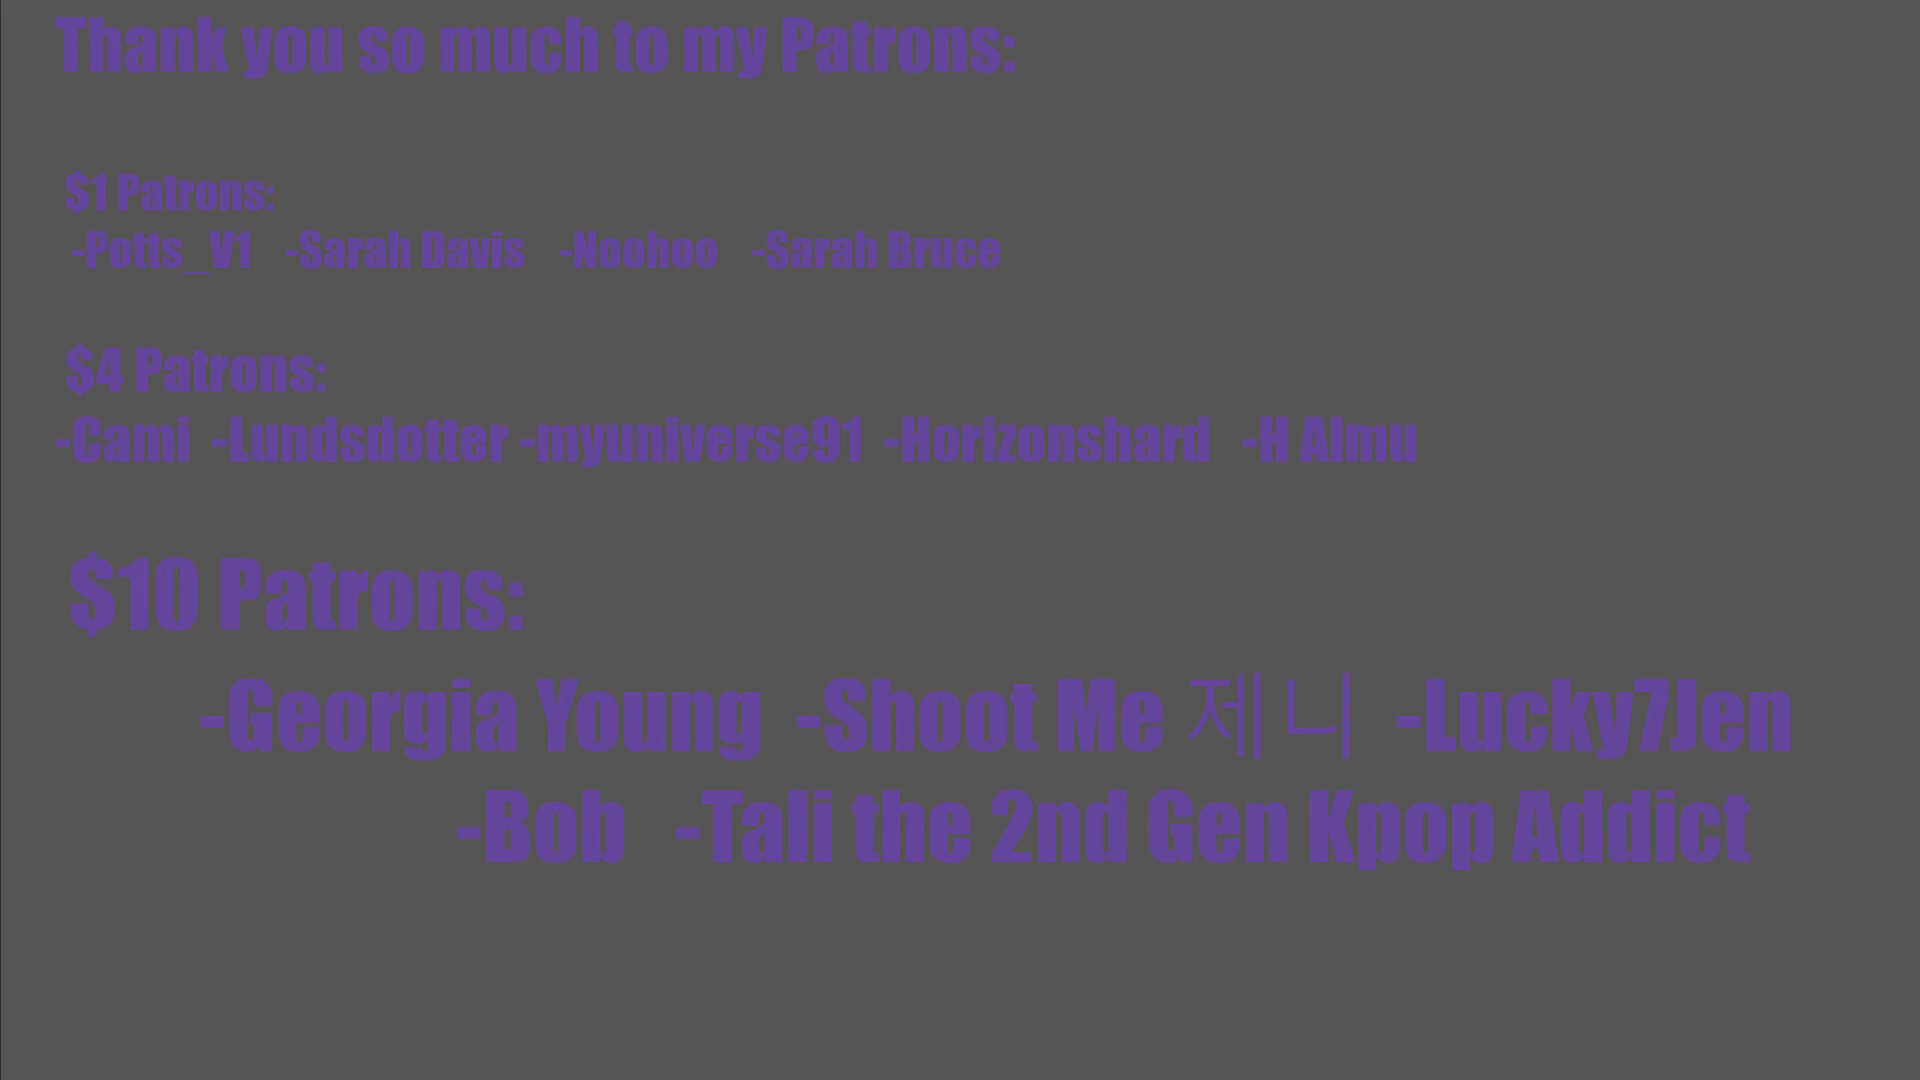 Thank you so much to my Patrons:
$1 Patrons:
-Potts_V1 -Sarah Davis -Noohoo -Sarah Bruce
$4 Patrons:
-Cami -Lundsdotter -myuniverse91 -Horizonshard -H Almu
$10 Patrons:
-Georgia Young -Shoot Me 제니 -Lucky7Jen
-Bob -Tali the 2nd Gen Kpop Addict